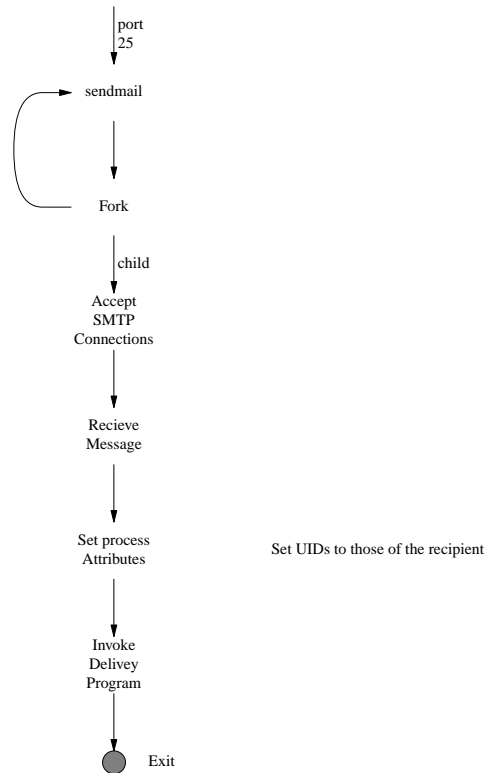 port
25
sendmail
Fork
child
Accept
SMTP
Connections
Recieve
Message
Set process
Attributes
Set UIDs to those of the recipient
Invoke
Delivey
Program
Exit